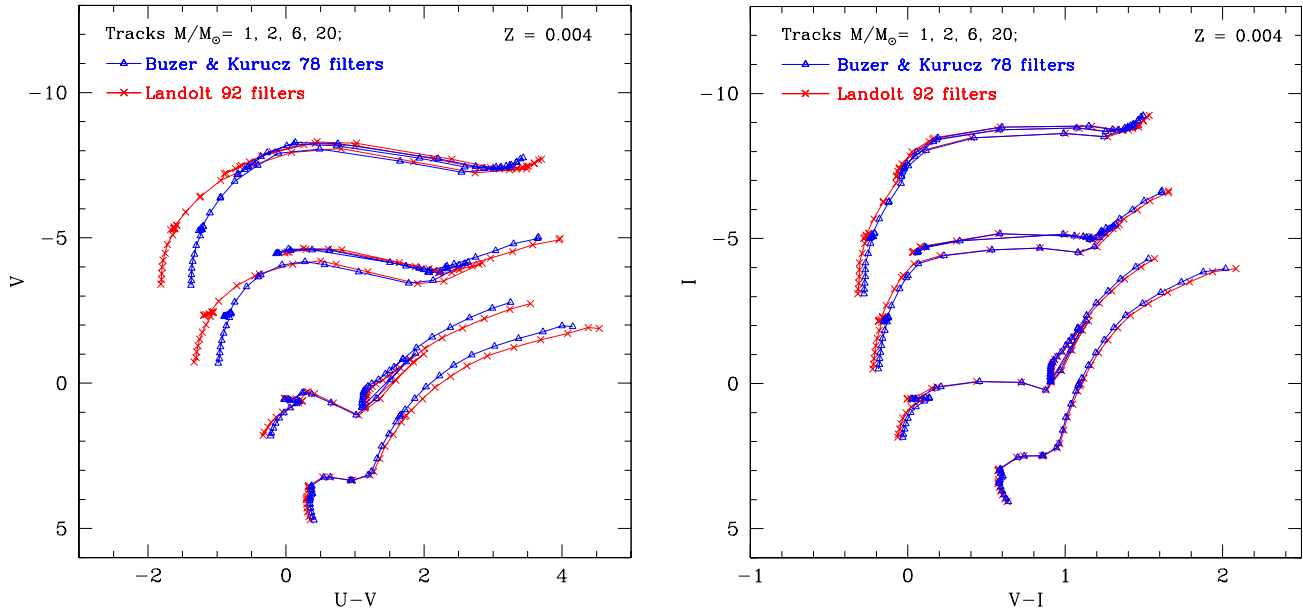 Tracks M/M☉= 1, 2, 6, 20; Z = 0.004
Buzer & Kurucz 78 filters
Landolt 92 filters
-10
-5
0
5
V
-2 0 2 4
U-V
Tracks M/M☉= 1, 2, 6, 20; Z = 0.004
Buzer & Kurucz 78 filters
Landolt 92 filters
-10
-5
0
5
I
-1 0 1 2
V-I